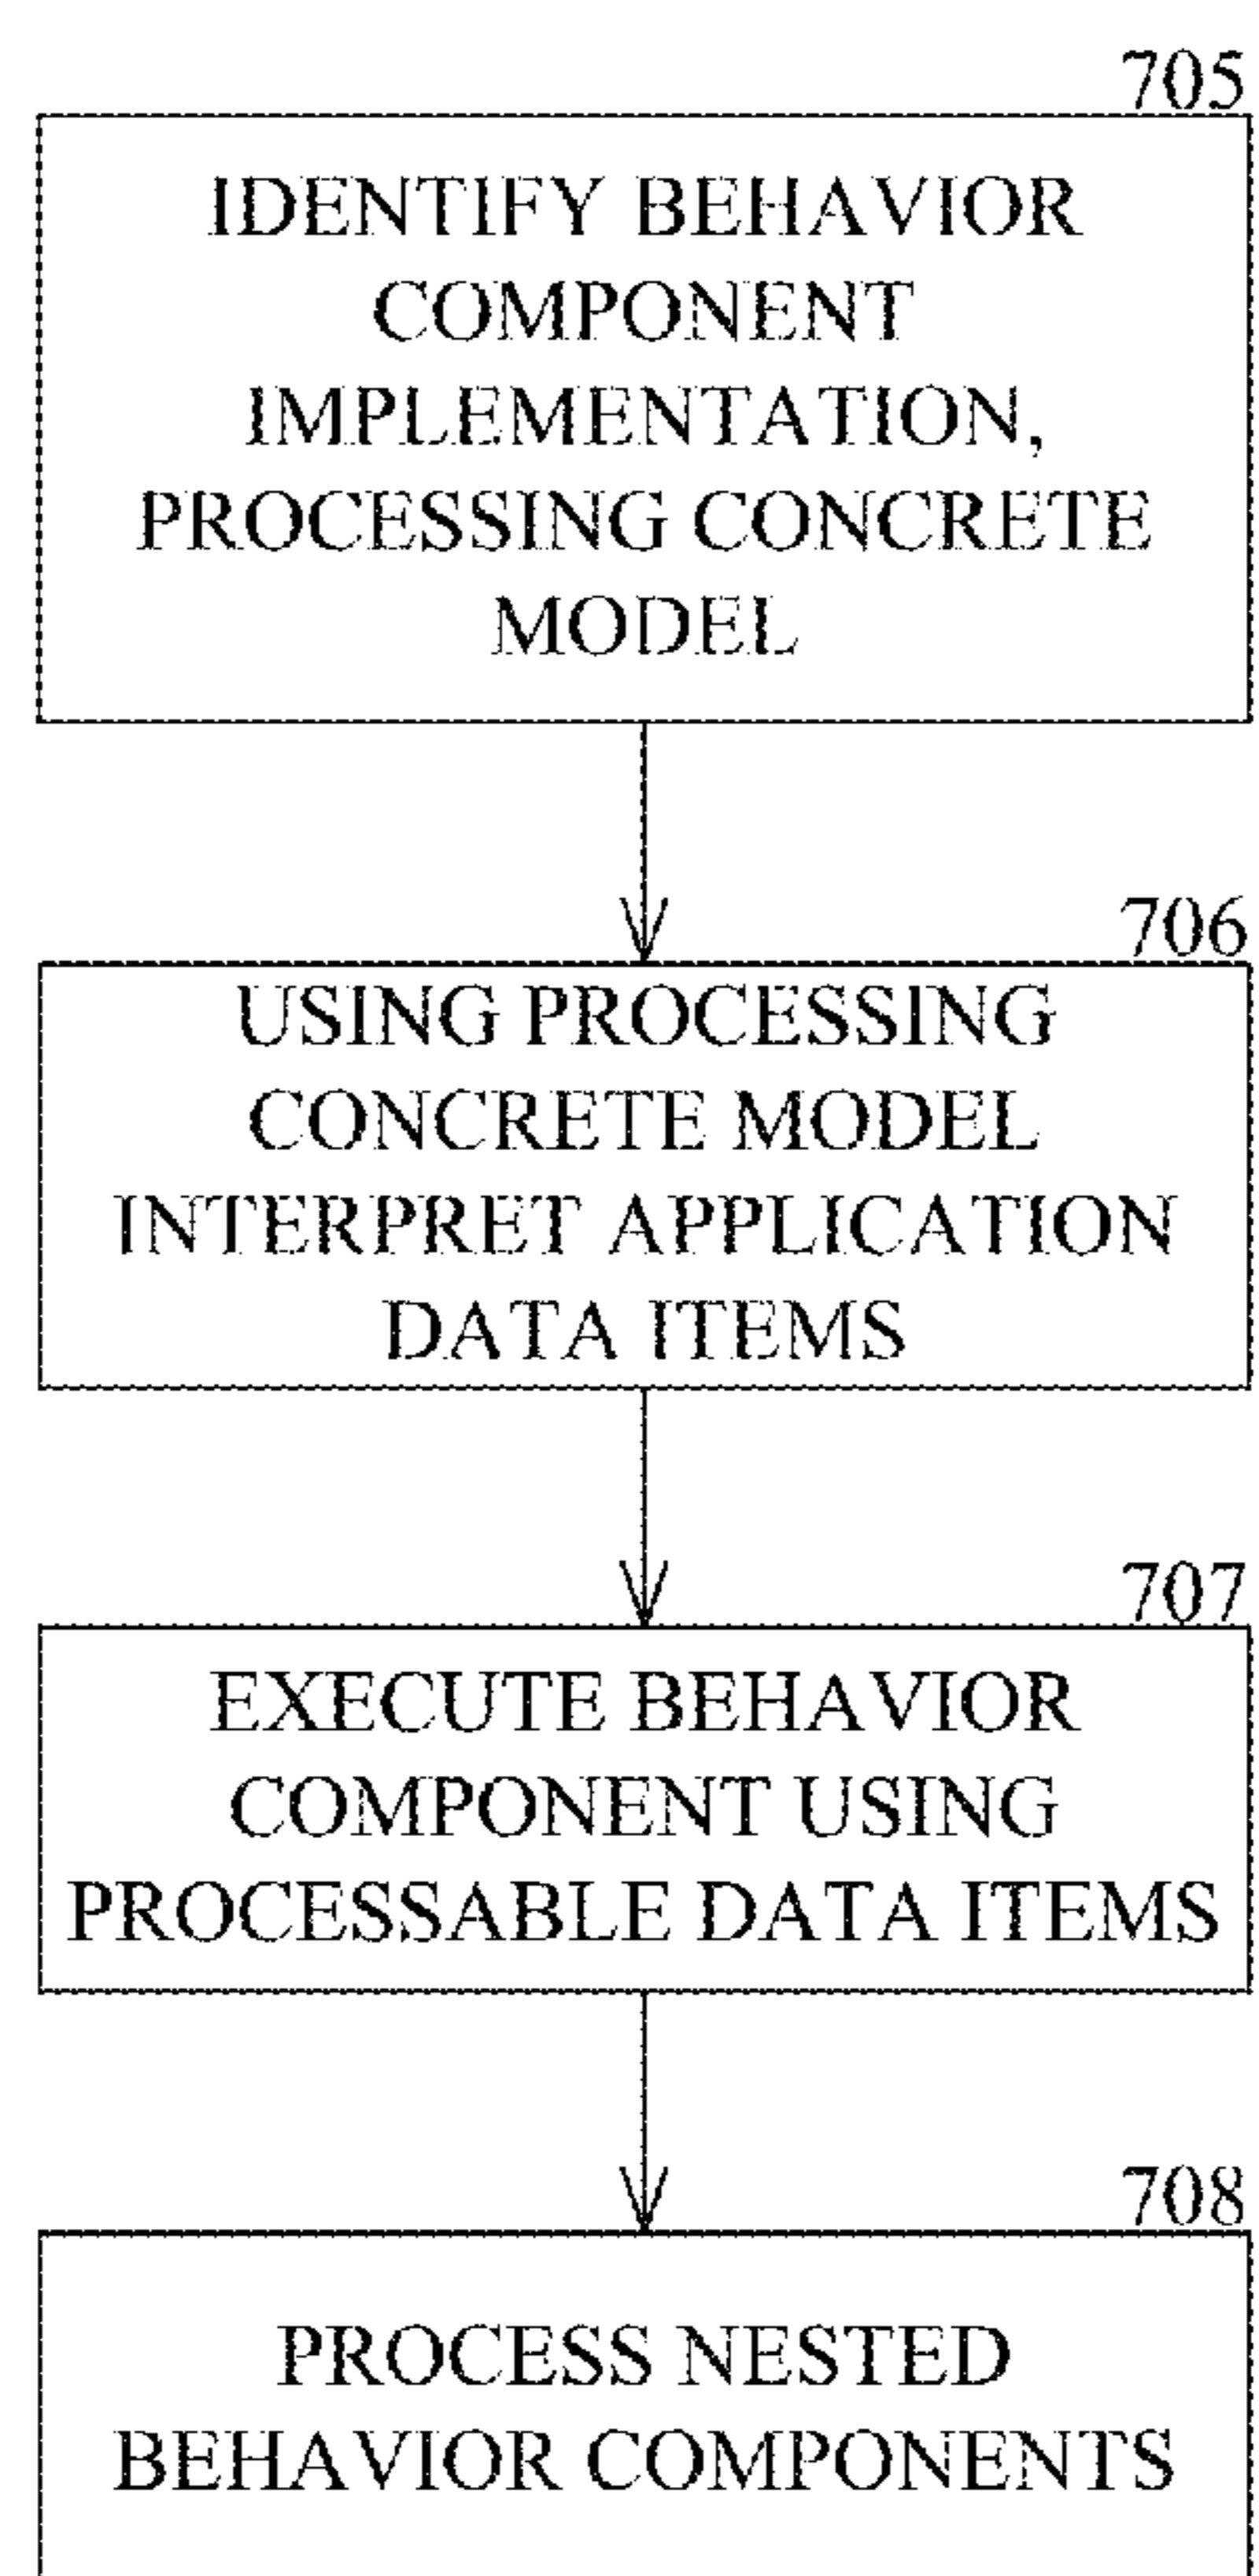 705
IDENTIFY BEHAVIOR
COMPONENT
IMPLEMENTATION,
PROCESSING CONCRETE
MODEL
706
USING PROCESSING
CONCRETE MODEL
INTERPRET APPLICATION
DATA ITEMS
707
EXECUTE BEHAVIOR
COMPONENT USING
PROCESSABLE DATA ITEMS
708
PROCESS NESTED
BEHAVIOR COMPONENTS